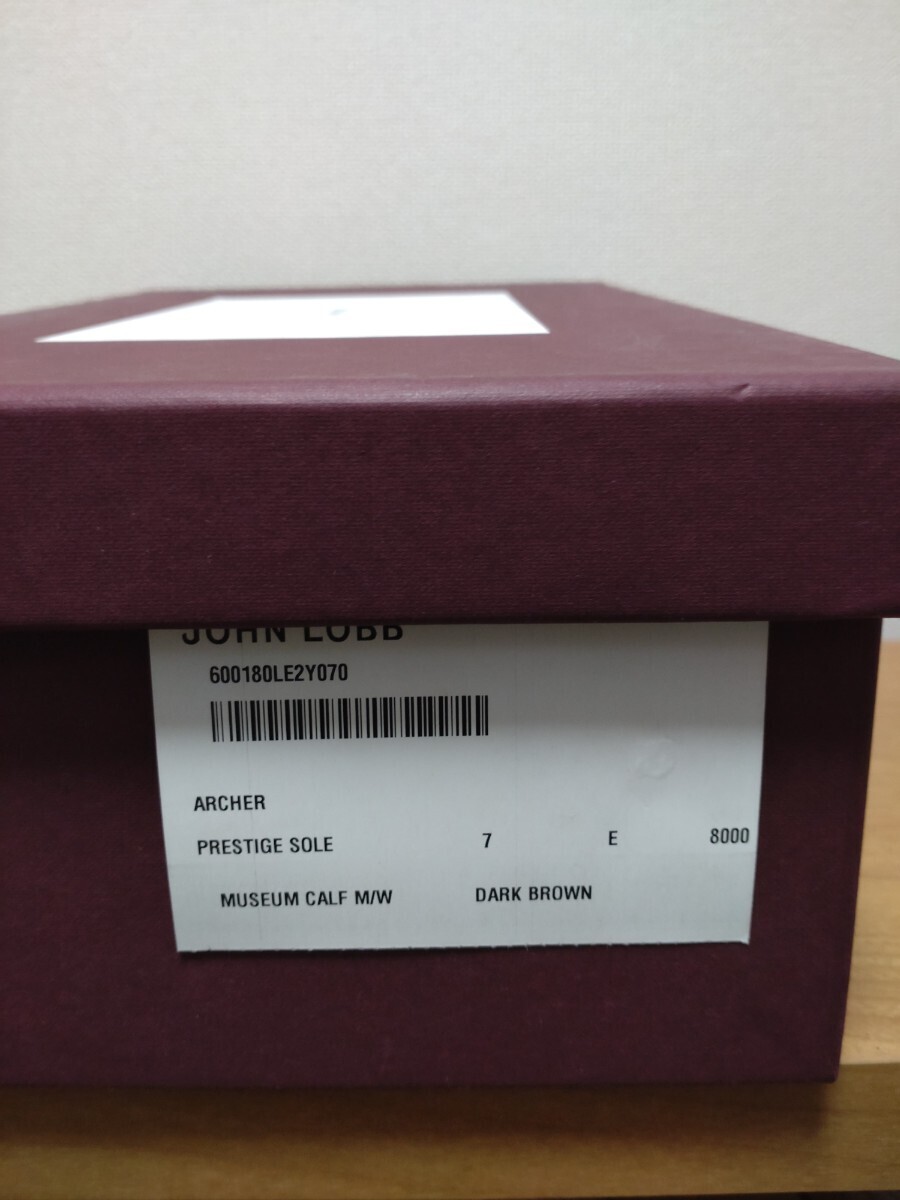 JOHN LOBB
600180LE2Y070
ARCHER
PRESTIGE SOLE 7 E 8000
MUSEUM CALF M/W DARK BROWN